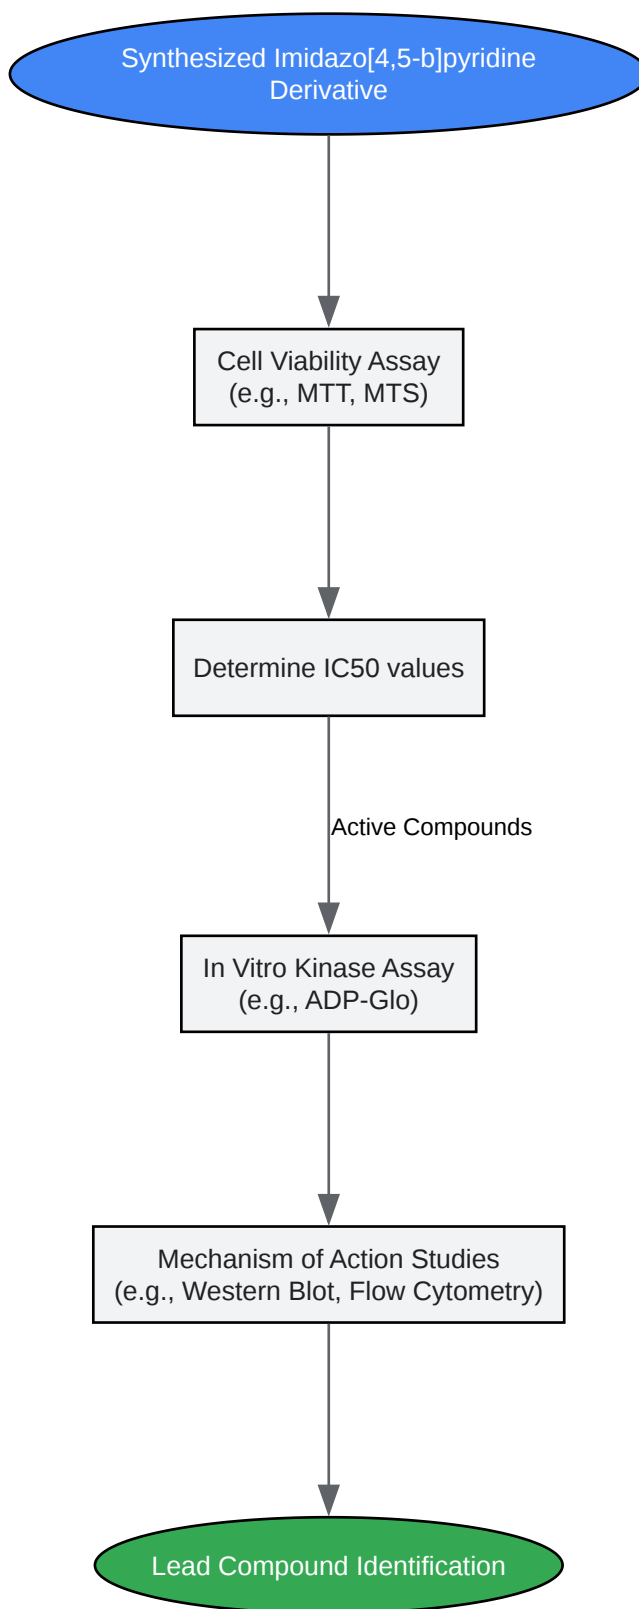 Synthesized Imidazo[4,5-b]pyridine
Derivative
Cell Viability Assay
(e.g., MTT, MTS)
Determine IC50 values
Active Compounds
In Vitro Kinase Assay
(e.g., ADP-Glo)
Mechanism of Action Studies
(e.g., Western Blot, Flow Cytometry)
Lead Compound Identification